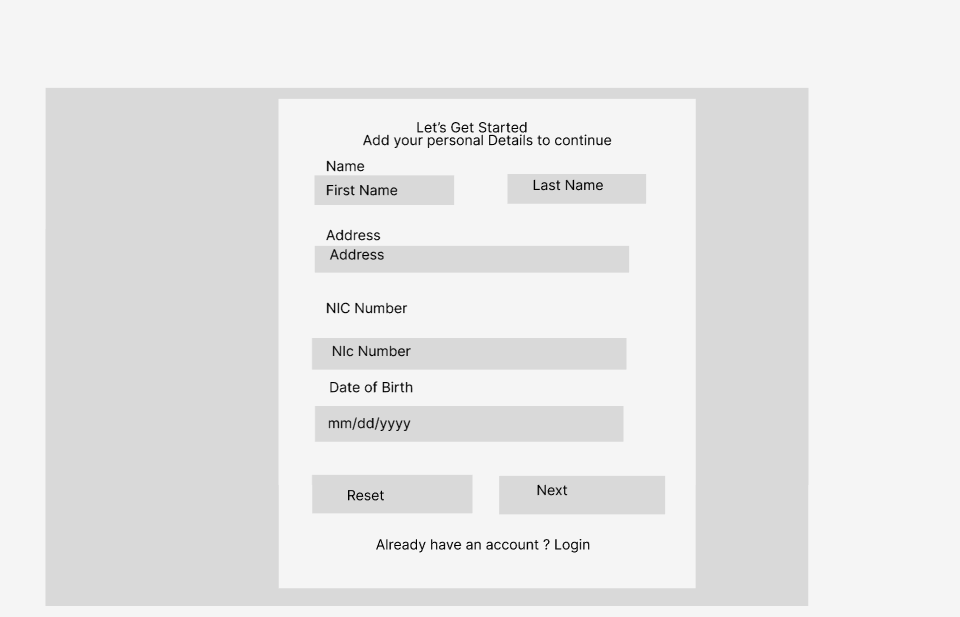 Let’s Get Started
Add your personal Details to continue
Name
First Name
Last Name
Address
Address
NIC Number
NIc Number
Date of Birth
mm/dd/yyyy
Reset
Next
Already have an account ? Login